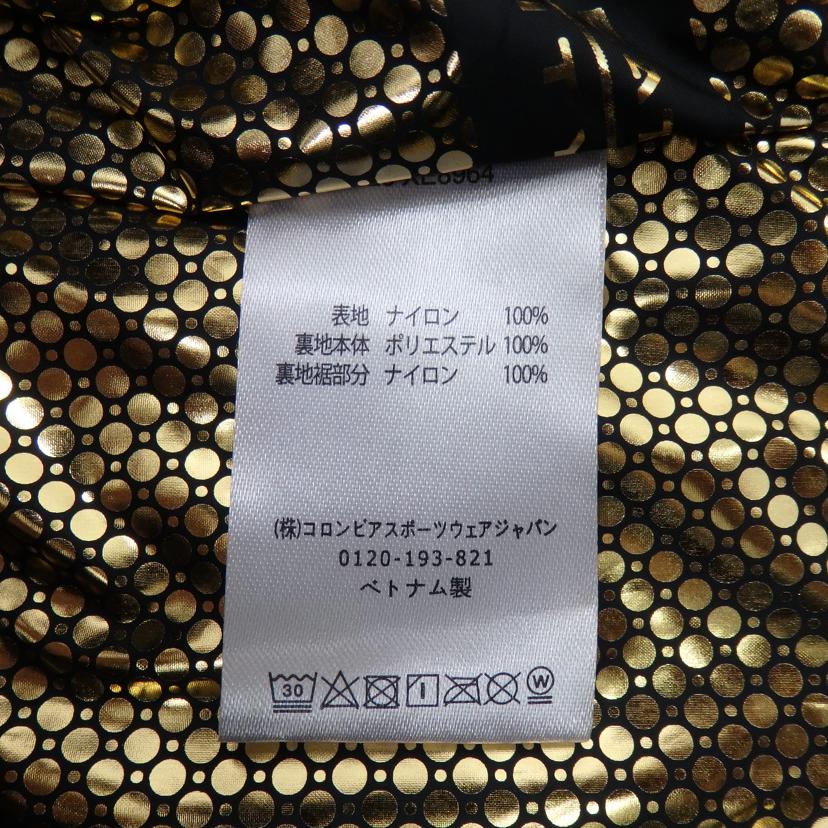 表地 ナイロン 100%
裏地本体 ポリエステル 100%
裏地裾部分 ナイロン 100%
(株)コロンビアスポーツウェアジャパン
0120-193-821
ベトナム製
30
W